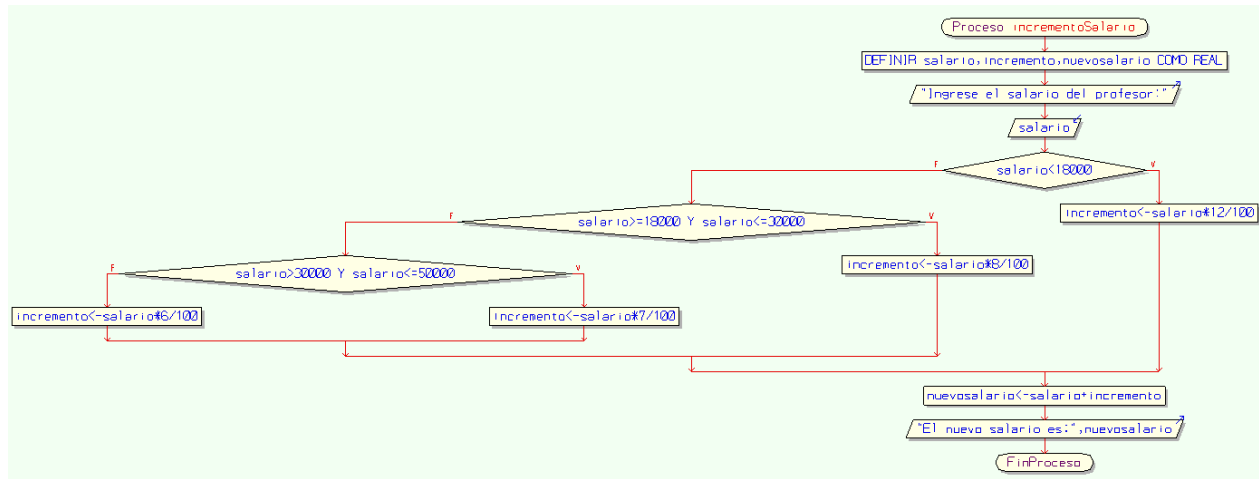 Proceso incrementoSalario
DEFINIR salario,incremento,nuevosalario COMO REAL
"Ingrese el salario del profesor:"
salario
salario<18000
F
V
incremento<-salario*12/100
salario>=18000 Y salario<=30000
F
V
incremento<-salario*8/100
salario>30000 Y salario<=50000
F
V
incremento<-salario*6/100
incremento<-salario*7/100
nuevosalario<-salario+incremento
"El nuevo salario es:",nuevosalario
FinProceso